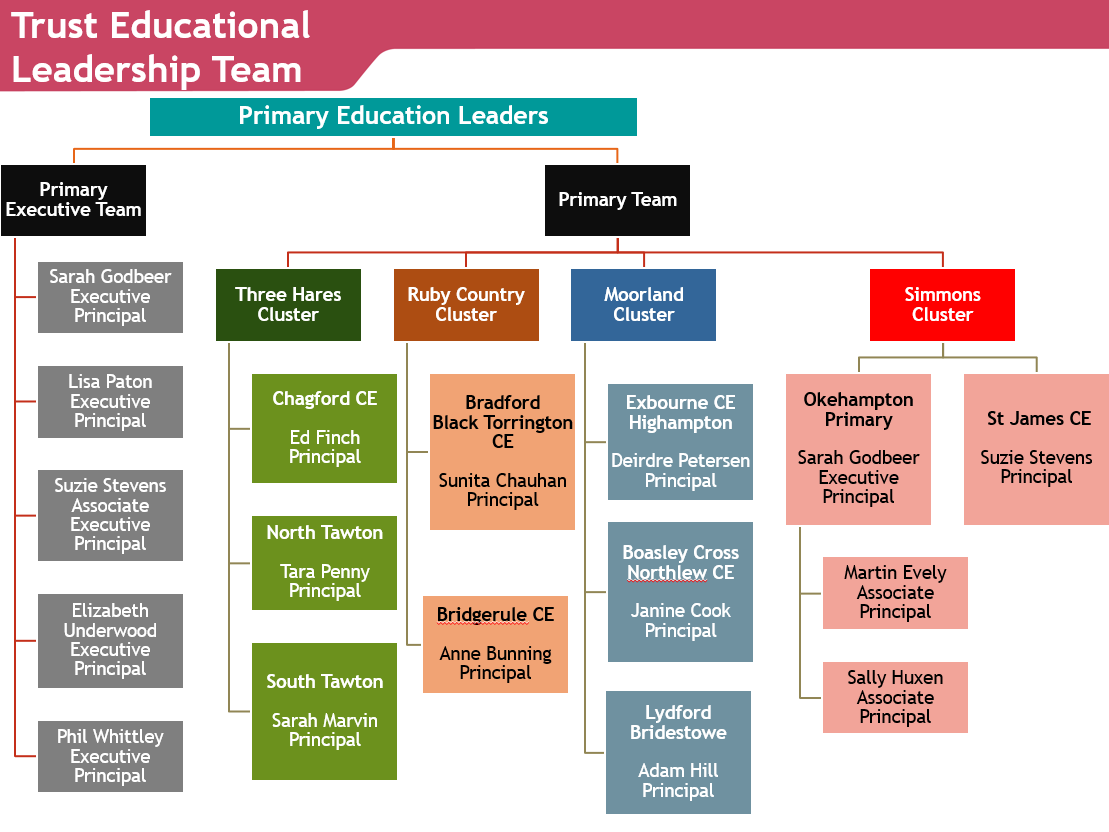 Trust Educational
Leadership Team
Primary Education Leaders
Primary
Executive Team
Sarah Godbeer
Executive
Principal
Lisa Paton
Executive
Principal
Suzie Stevens
Associate
Executive
Principal
Elizabeth
Underwood
Executive
Principal
Phil Whittley
Executive
Principal
Primary Team
Three Hares
Cluster
Chagford CE
Ed Finch
Principal
North Tawton
Tara Penny
Principal
South Tawton
Sarah Marvin
Principal
Ruby Country
Cluster
Bradford
Black Torrington
CE
Sunita Chauhan
Principal
Bridgerule CE
Anne Bunning
Principal
Moorland
Cluster
Exbourne CE
Highampton
Deirdre Petersen
Principal
Boasley Cross
Northlew CE
Janine Cook
Principal
Lydford
Bridestowe
Adam Hill
Principal
Simmons
Cluster
Okehampton
Primary
Sarah Godbeer
Executive
Principal
Martin Evely
Associate
Principal
Sally Huxen
Associate
Principal
St James CE
Suzie Stevens
Principal